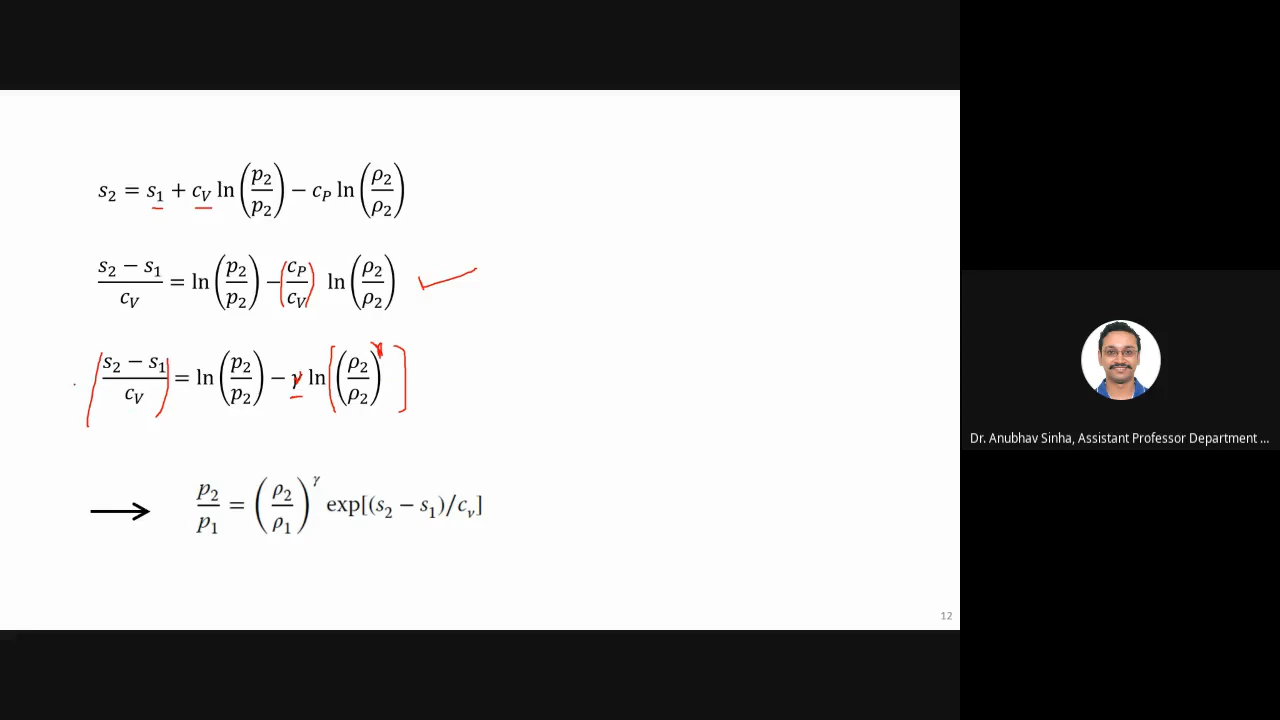 s₂ = s₁ + c_V ln(p₂/p₂) − c_P ln(ρ₂/ρ₂)
(s₂ − s₁)/c_V = ln(p₂/p₂) − (c_P/c_V) ln(ρ₂/ρ₂)
(s₂ − s₁)/c_V = ln(p₂/p₂) − γ ln[(ρ₂/ρ₂)^γ]
→ p₂/p₁ = (ρ₂/ρ₁)^γ exp[(s₂ − s₁)/c_v]
12
Dr. Anubhav Sinha, Assistant Professor Department ...